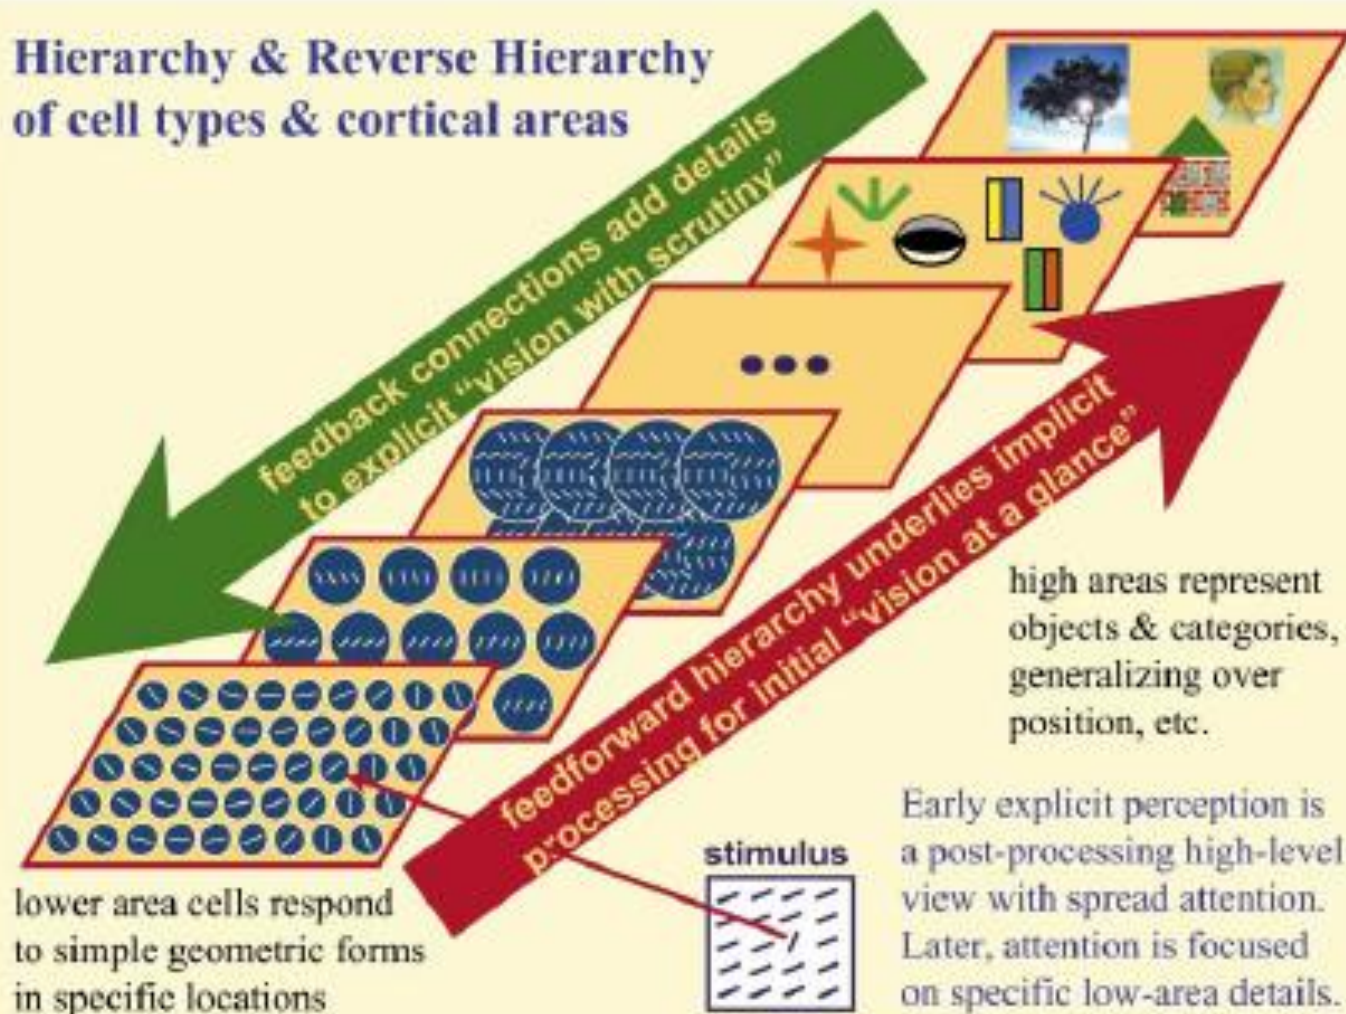 Hierarchy & Reverse Hierarchy
of cell types & cortical areas
feedback connections add details
to explicit “vision with scrutiny”
feedforward hierarchy underlies implicit
processing for initial “vision at a glance”
high areas represent
objects & categories,
generalizing over
position, etc.
stimulus
Early explicit perception is
a post-processing high-level
view with spread attention.
Later, attention is focused
on specific low-area details.
lower area cells respond
to simple geometric forms
in specific locations